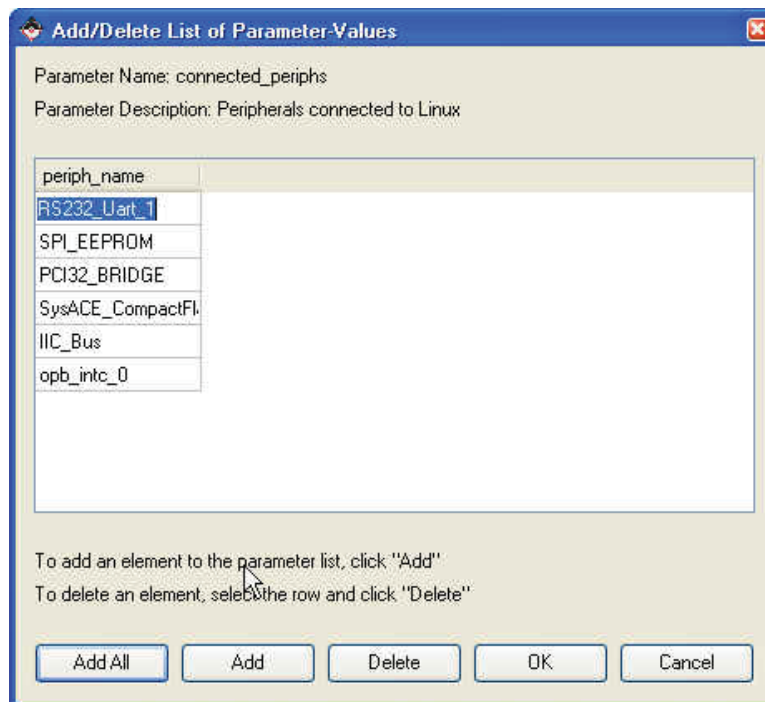 Add/Delete List of Parameter-Values
Parameter Name: connected_periphs
Parameter Description: Peripherals connected to Linux
periph_name
RS232_Uart_1
SPI_EEPROM
PCI32_BRIDGE
SysACE_CompactFl
IIC_Bus
opb_intc_0
To add an element to the parameter list, click "Add"
To delete an element, select the row and click "Delete"
Add All Add Delete OK Cancel